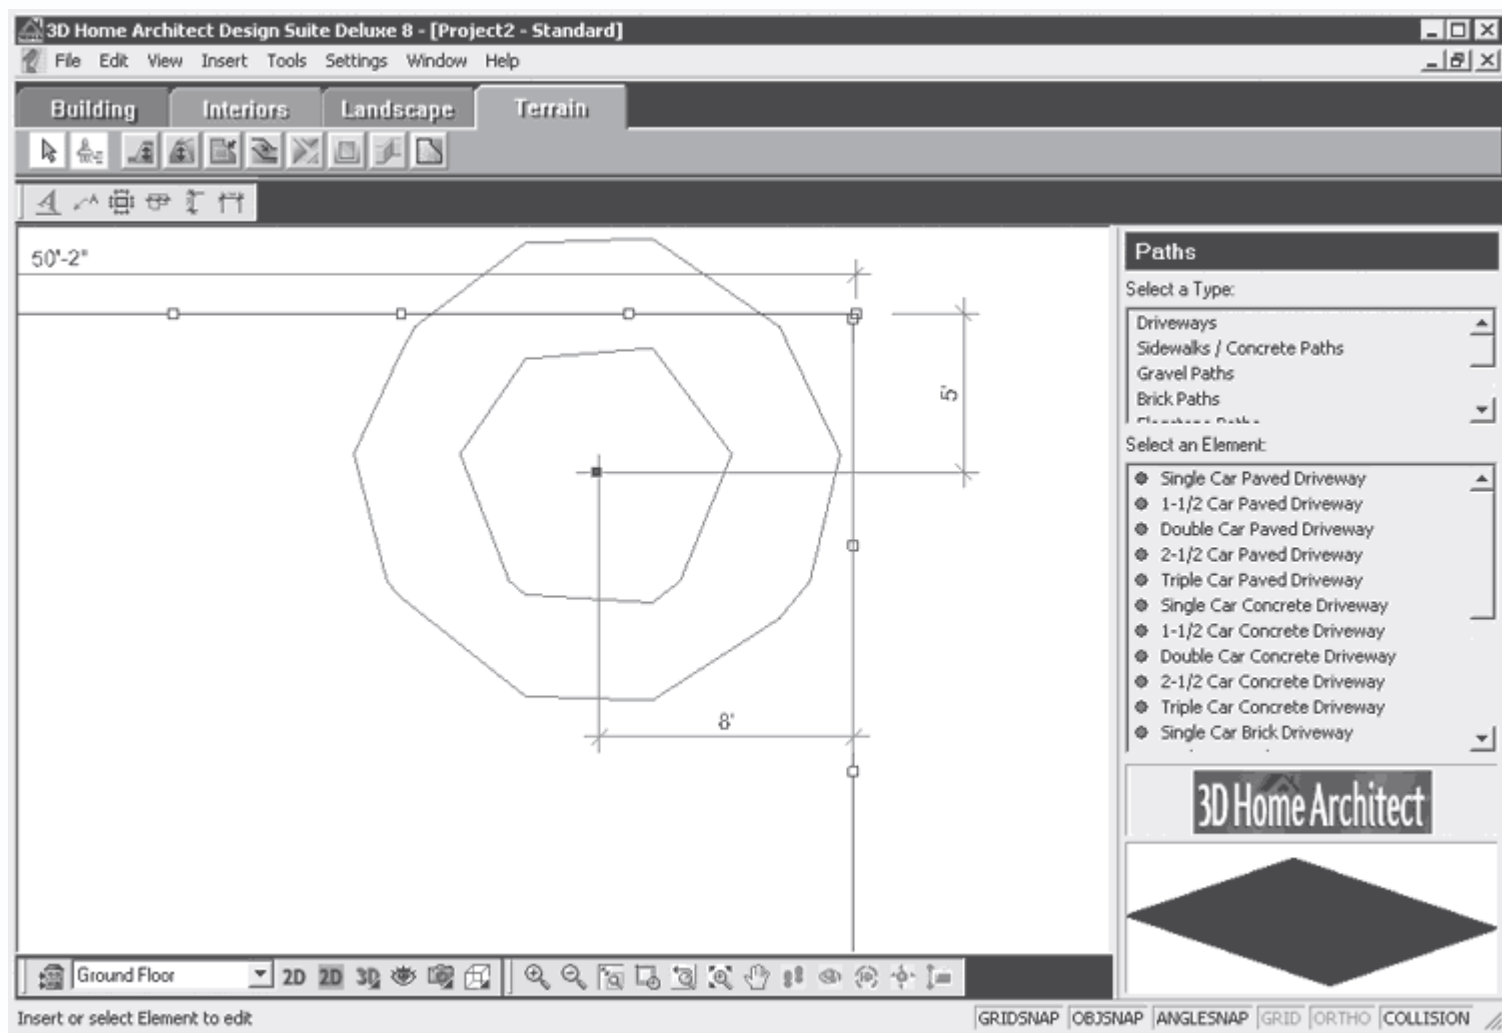 3D Home Architect Design Suite Deluxe 8 - [Project2 - Standard]
File Edit View Insert Tools Settings Window Help
Building Interiors Landscape Terrain
50'-2"
5'
8'
Paths
Select a Type:
Driveways
Sidewalks / Concrete Paths
Gravel Paths
Brick Paths
Select an Element:
Single Car Paved Driveway
1-1/2 Car Paved Driveway
Double Car Paved Driveway
2-1/2 Car Paved Driveway
Triple Car Paved Driveway
Single Car Concrete Driveway
1-1/2 Car Concrete Driveway
Double Car Concrete Driveway
2-1/2 Car Concrete Driveway
Triple Car Concrete Driveway
Single Car Brick Driveway
3D Home Architect
Ground Floor 2D 2D 3D
Insert or select Element to edit
GRIDSNAP OBJSNAP ANGLESNAP GRID ORTHO COLLISION